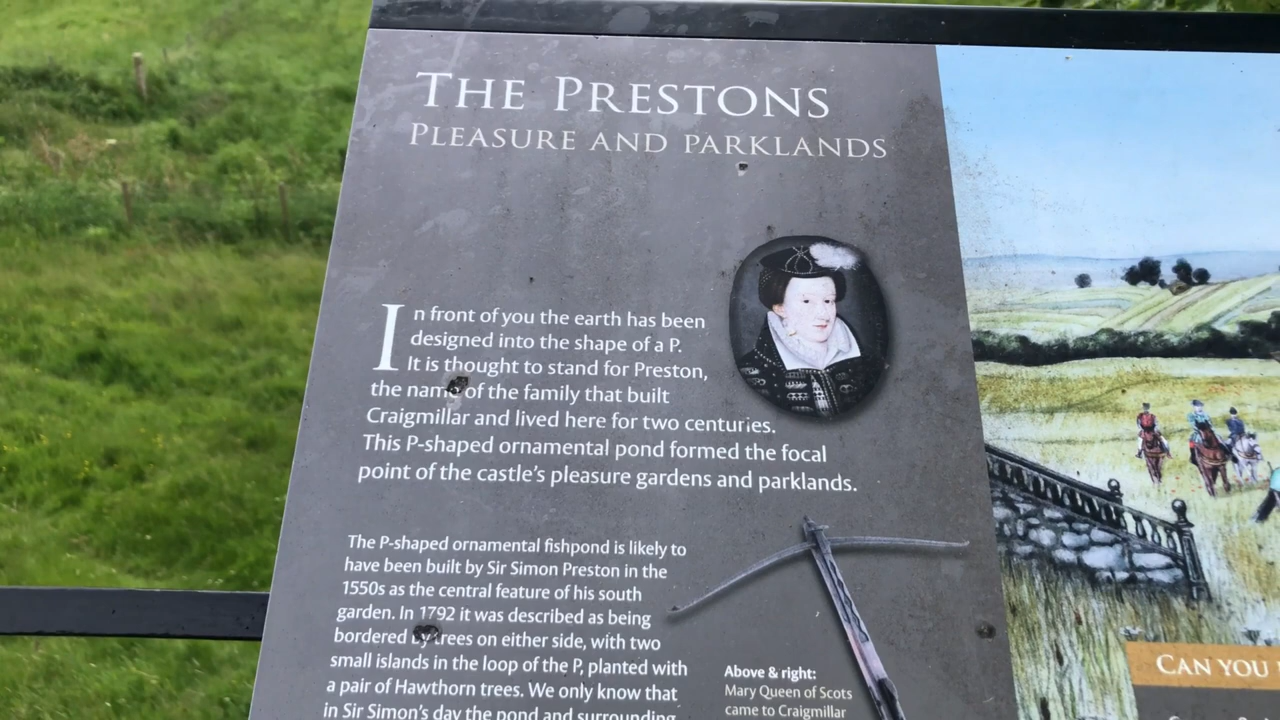 THE PRESTONS
PLEASURE AND PARKLANDS
In front of you the earth has been
designed into the shape of a P.
It is thought to stand for Preston,
the name of the family that built
Craigmillar and lived here for two centuries.
This P-shaped ornamental pond formed the focal
point of the castle's pleasure gardens and parklands.
The P-shaped ornamental fishpond is likely to
have been built by Sir Simon Preston in the
1550s as the central feature of his south
garden. In 1792 it was described as being
bordered by trees on either side, with two
small islands in the loop of the P, planted with
a pair of Hawthorn trees. We only know that
in Sir Simon's day the pond and surrounding
Above & right:
Mary Queen of Scots
came to Craigmillar
CAN YOU